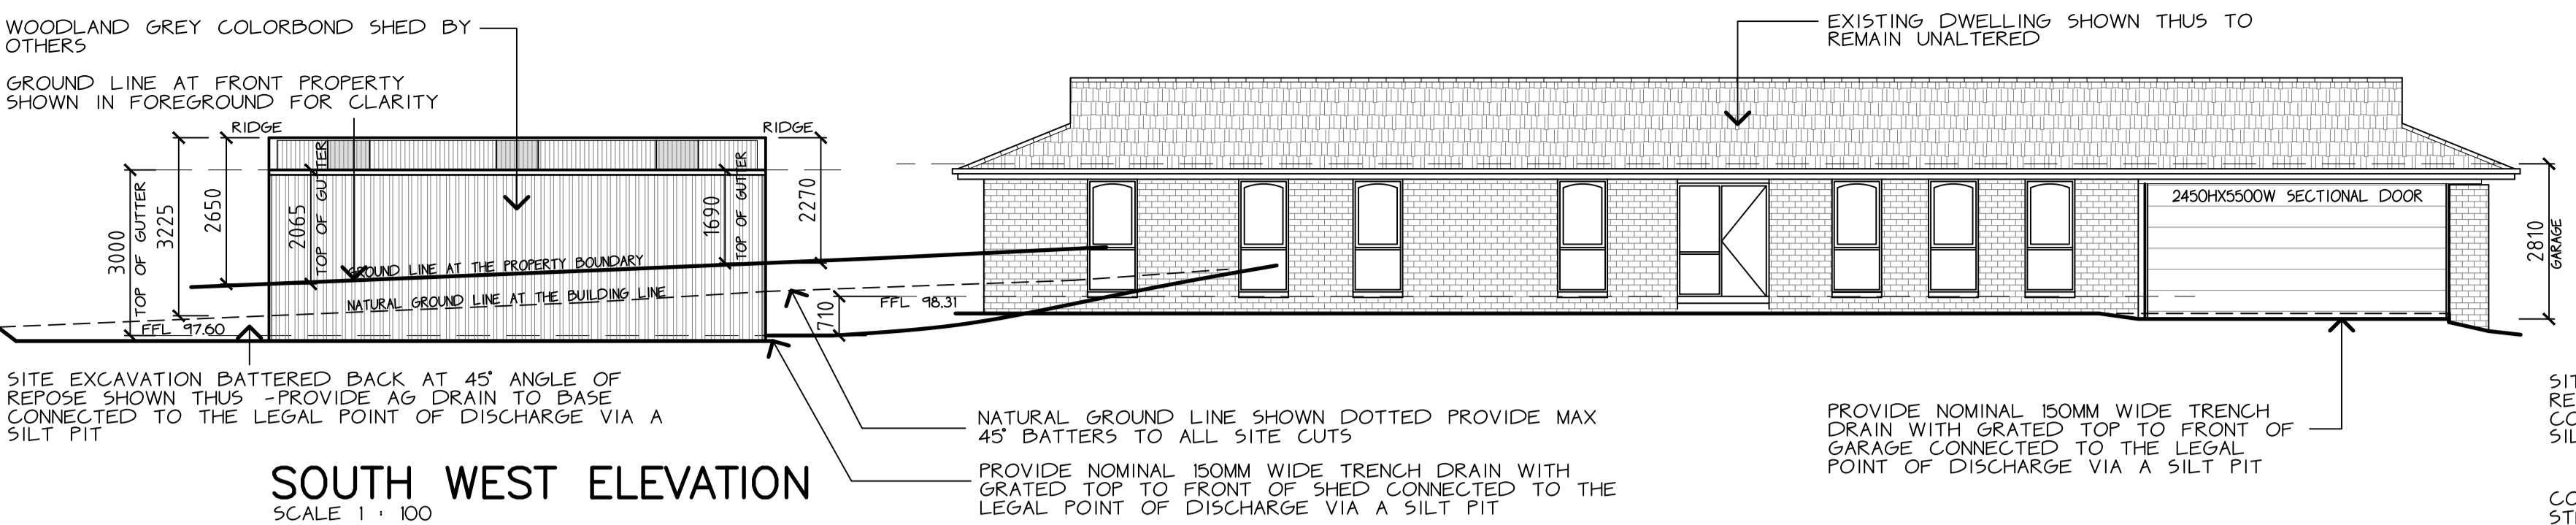 WOODLAND GREY COLORBOND SHED BY
OTHERS
GROUND LINE AT FRONT PROPERTY
SHOWN IN FOREGROUND FOR CLARITY
EXISTING DWELLING SHOWN THUS TO
REMAIN UNALTERED
RIDGE
RIDGE
3000
TOP OF GUTTER
3225
2650
2065
TOP OF GUTTER
1690
TOP OF GUTTER
2270
GROUND LINE AT THE PROPERTY BOUNDARY
NATURAL GROUND LINE AT THE BUILDING LINE
FFL 97.60
710
FFL 98.31
2450HX5500W SECTIONAL DOOR
2810
GARAGE
SITE EXCAVATION BATTERED BACK AT 45° ANGLE OF
REPOSE SHOWN THUS -PROVIDE AG DRAIN TO BASE
CONNECTED TO THE LEGAL POINT OF DISCHARGE VIA A
SILT PIT
NATURAL GROUND LINE SHOWN DOTTED PROVIDE MAX
45° BATTERS TO ALL SITE CUTS
PROVIDE NOMINAL 150MM WIDE TRENCH DRAIN WITH
GRATED TOP TO FRONT OF SHED CONNECTED TO THE
LEGAL POINT OF DISCHARGE VIA A SILT PIT
PROVIDE NOMINAL 150MM WIDE TRENCH
DRAIN WITH GRATED TOP TO FRONT OF
GARAGE CONNECTED TO THE LEGAL
POINT OF DISCHARGE VIA A SILT PIT
SOUTH WEST ELEVATION
SCALE 1 : 100